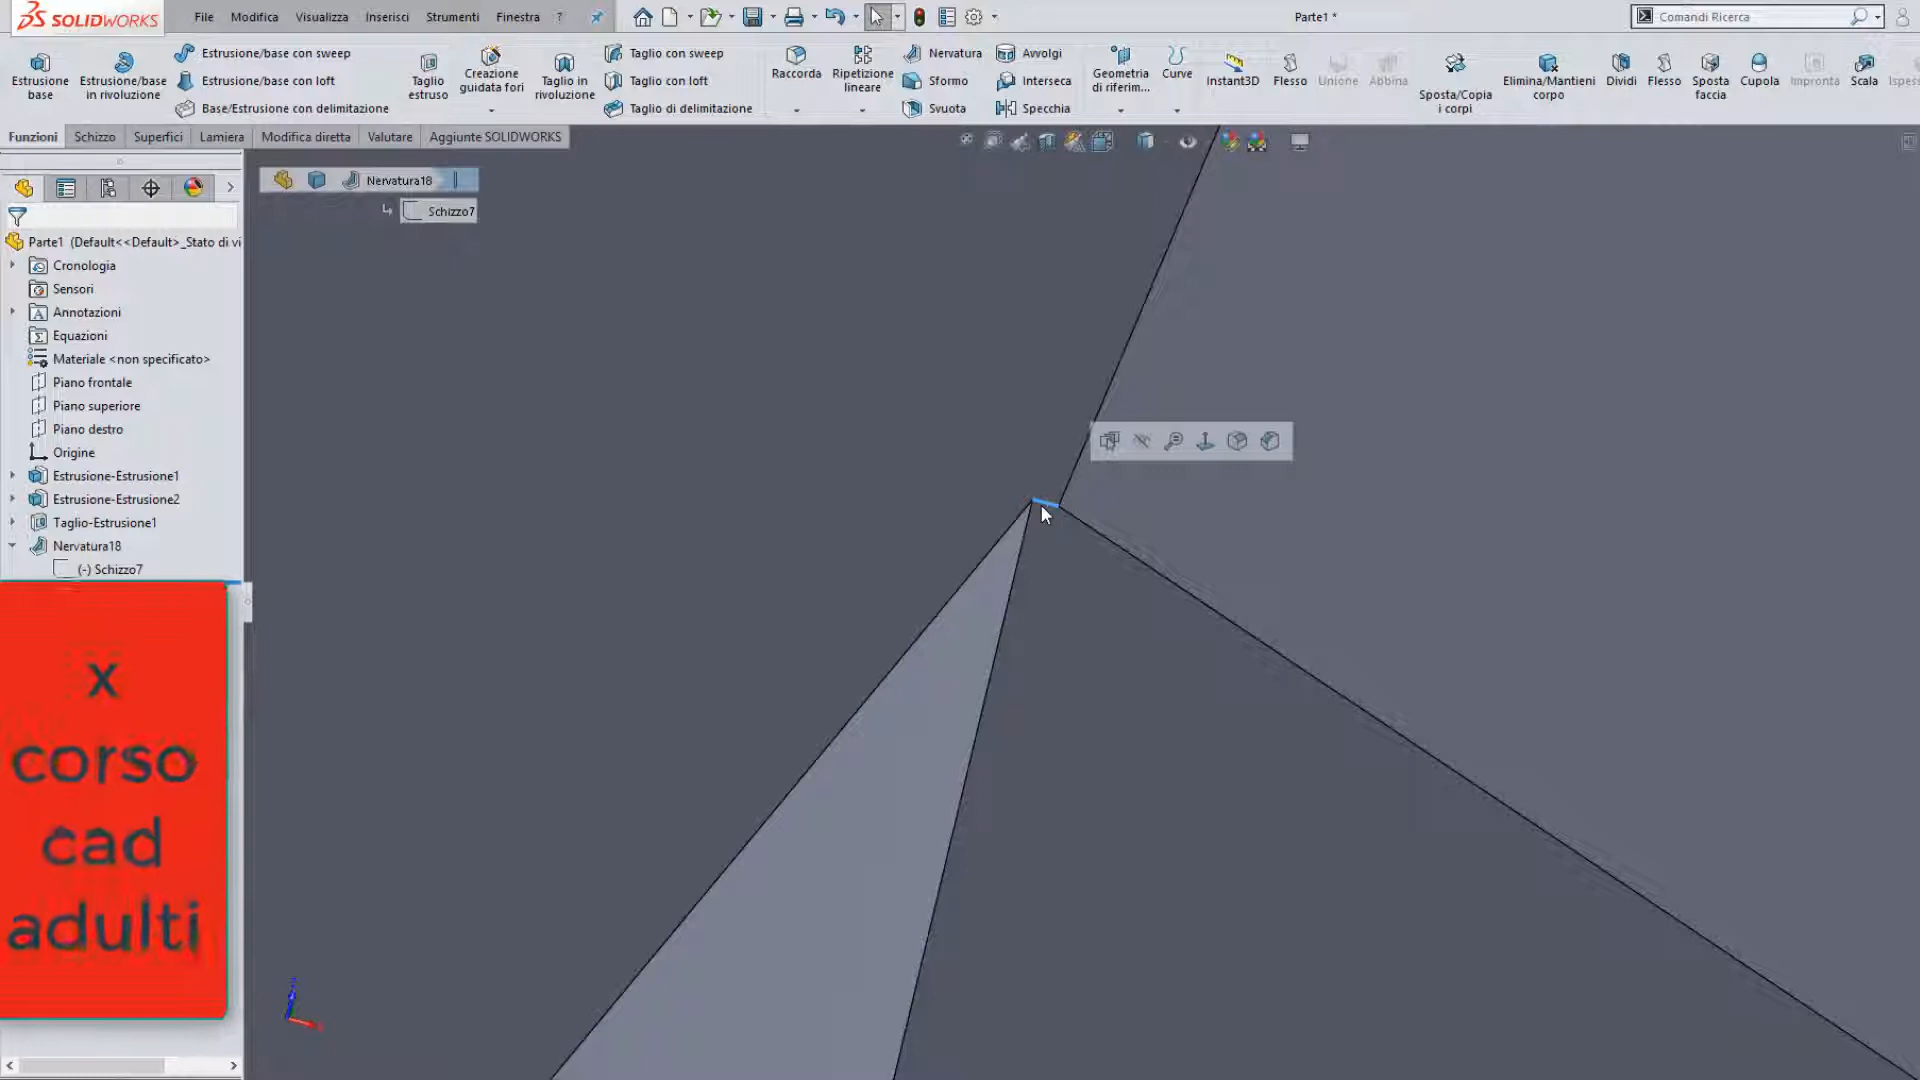 SOLIDWORKS
File Modifica Visualizza Inserisci Strumenti Finestra ?
Part1 *
Comandi Ricerca
Estrusione base
Estrusione/base in rivoluzione
Estrusione/base con sweep
Estrusione/base con loft
Base/Estrusione con delimitazione
Taglio estruso
Creazione guidata fori
Taglio in rivoluzione
Taglio con sweep
Taglio con loft
Taglio di delimitazione
Raccorda
Ripetizione lineare
Nervatura
Sformo
Svuota
Avvolgi
Interseca
Specchia
Geometria di riferim...
Curve
Instant3D
Flesso
Unione
Abbina
Sposta/Copia i corpi
Elimina/Mantieni corpo
Dividi
Flesso
Sposta faccia
Cupola
Impronta
Scala
Ispess
Funzioni Schizzo Superfici Lamiera Modifica diretta Valutare Aggiunte SOLIDWORKS
Nervatura18
Schizzo7
Parte1 (Default<<Default>_Stato di vi
Cronologia
Sensori
Annotazioni
Equazioni
Materiale <non specificato>
Piano frontale
Piano superiore
Piano destro
Origine
Estrusione-Estrusione1
Estrusione-Estrusione2
Taglio-Estrusione1
Nervatura18
(-) Schizzo7
x
corso
cad
adulti